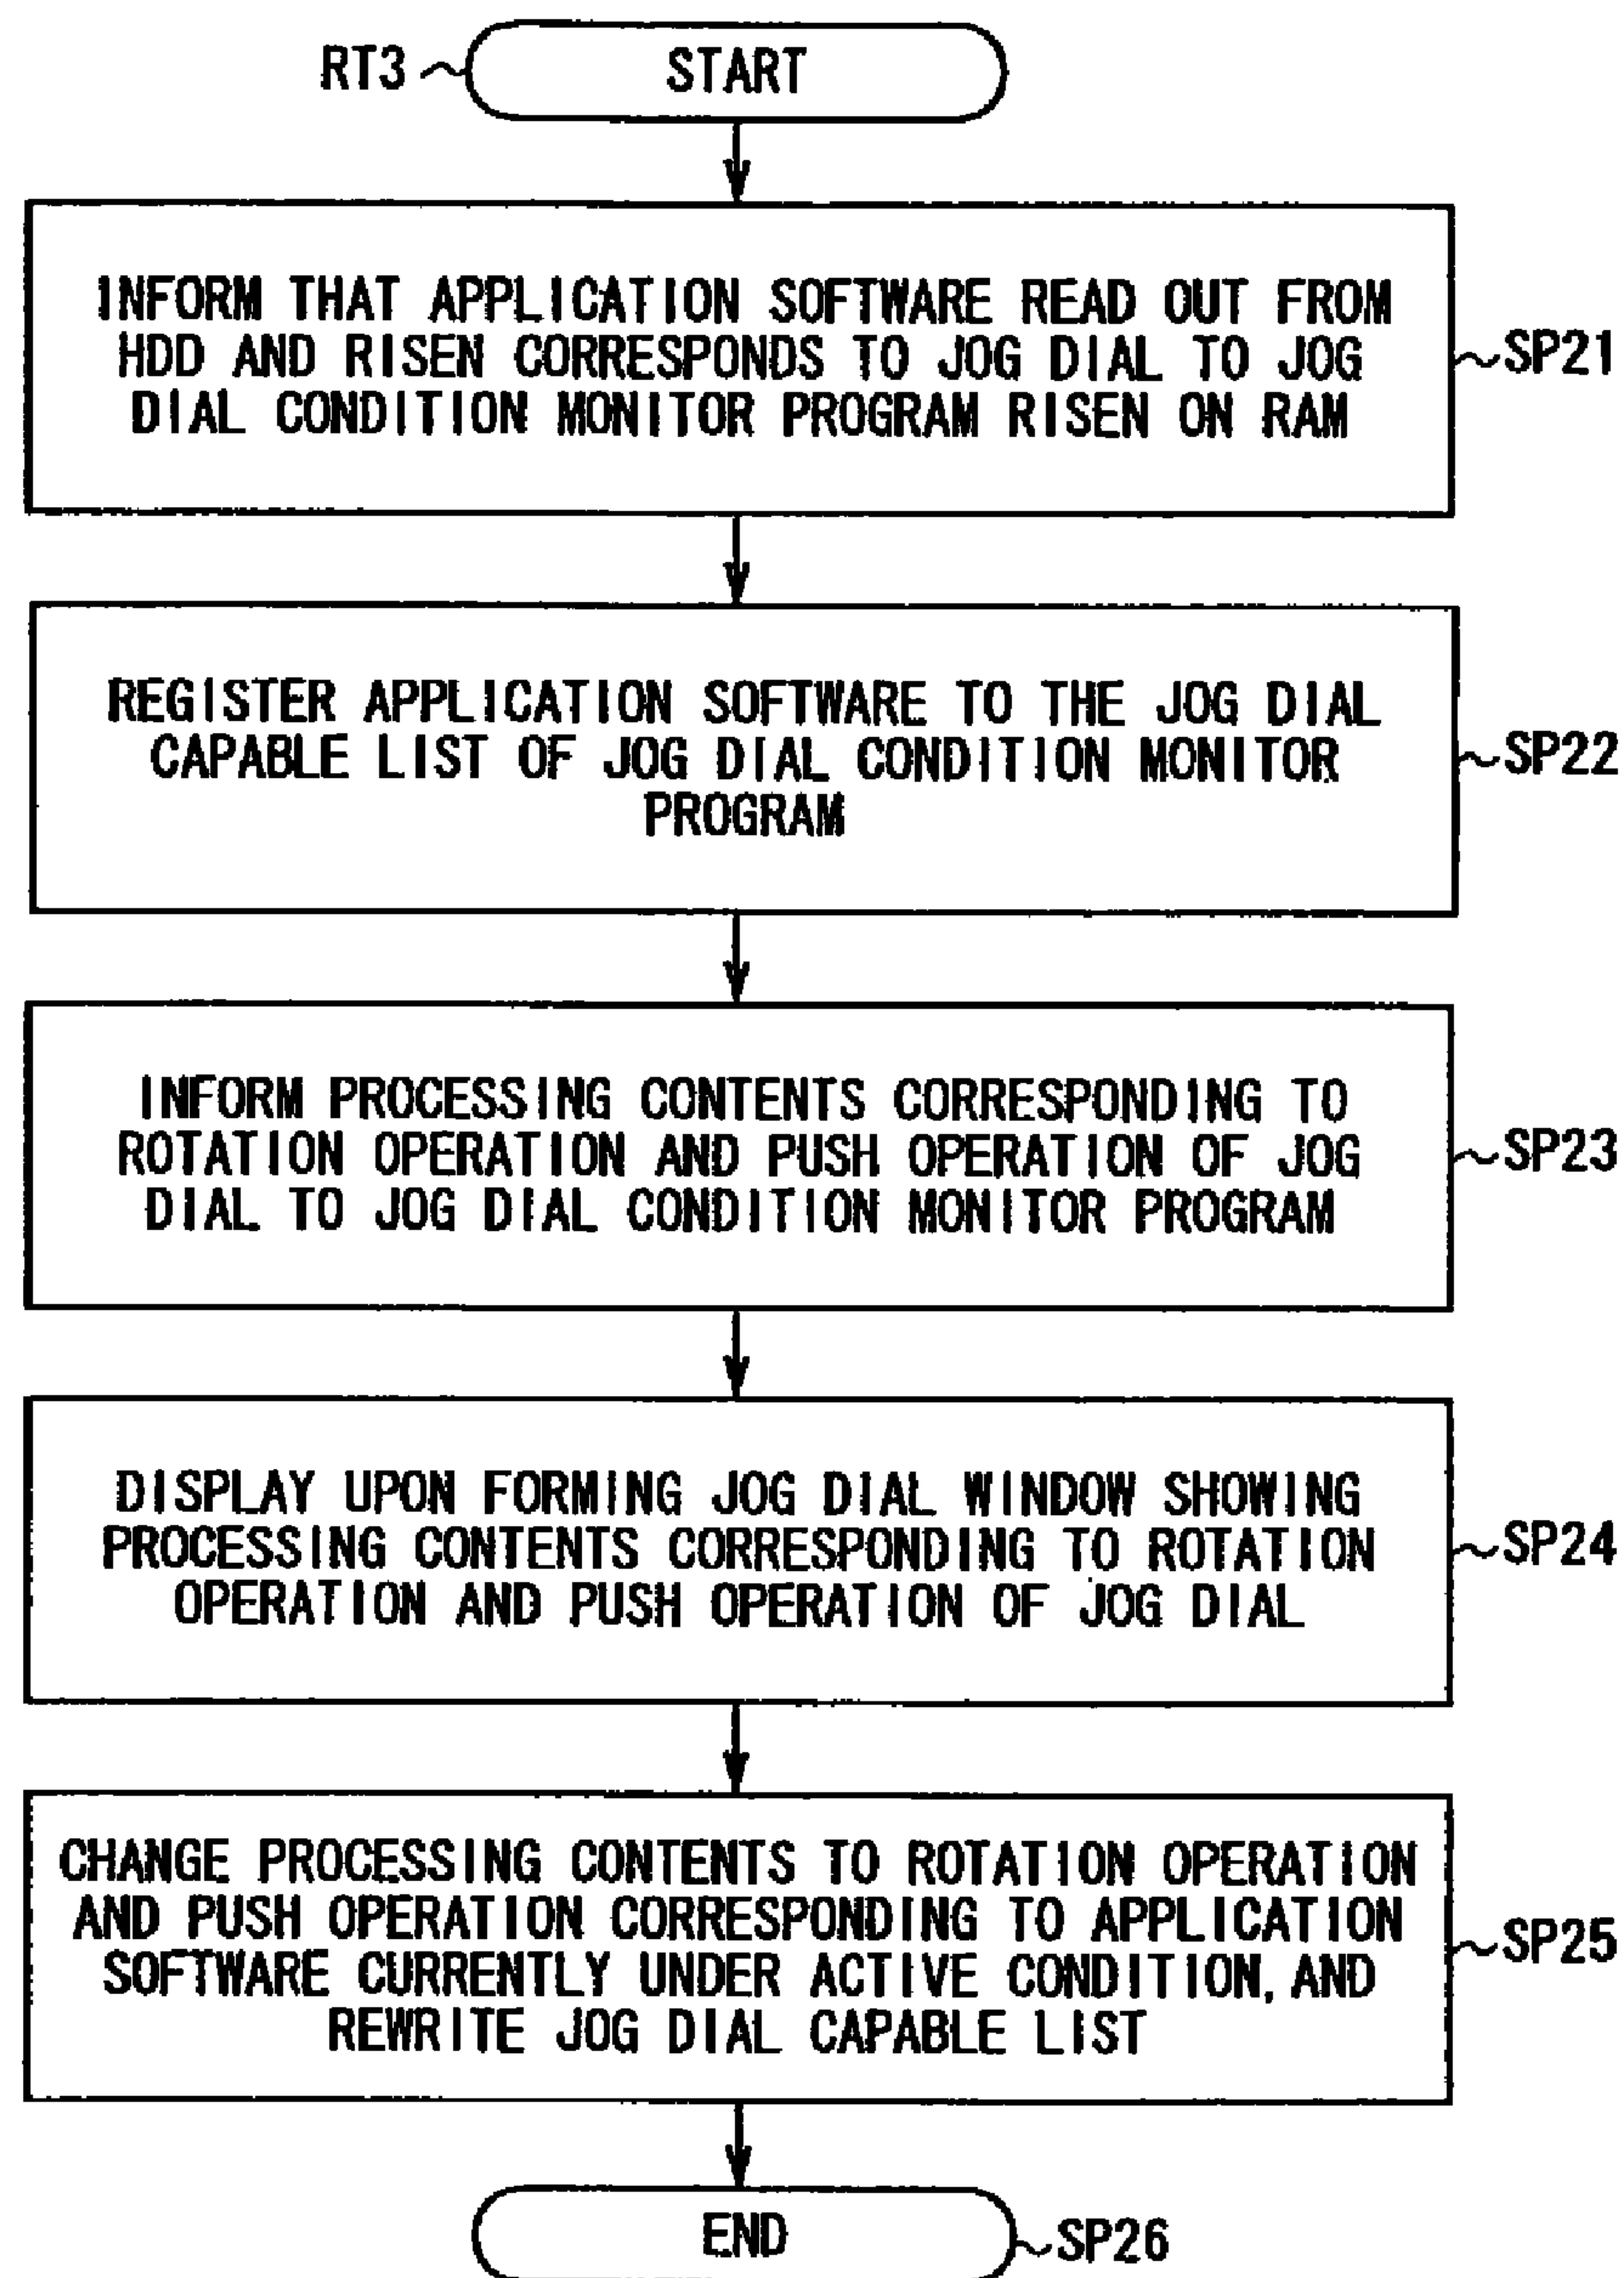 RT3
START
INFORM THAT APPLICATION SOFTWARE READ OUT FROM
HDD AND RISEN CORRESPONDS TO JOG DIAL TO JOG
DIAL CONDITION MONITOR PROGRAM RISEN ON RAM
SP21
REGISTER APPLICATION SOFTWARE TO THE JOG DIAL
CAPABLE LIST OF JOG DIAL CONDITION MONITOR
PROGRAM
SP22
INFORM PROCESSING CONTENTS CORRESPONDING TO
ROTATION OPERATION AND PUSH OPERATION OF JOG
DIAL TO JOG DIAL CONDITION MONITOR PROGRAM
SP23
DISPLAY UPON FORMING JOG DIAL WINDOW SHOWING
PROCESSING CONTENTS CORRESPONDING TO ROTATION
OPERATION AND PUSH OPERATION OF JOG DIAL
SP24
CHANGE PROCESSING CONTENTS TO ROTATION OPERATION
AND PUSH OPERATION CORRESPONDING TO APPLICATION
SOFTWARE CURRENTLY UNDER ACTIVE CONDITION, AND
REWRITE JOG DIAL CAPABLE LIST
SP25
END
SP26